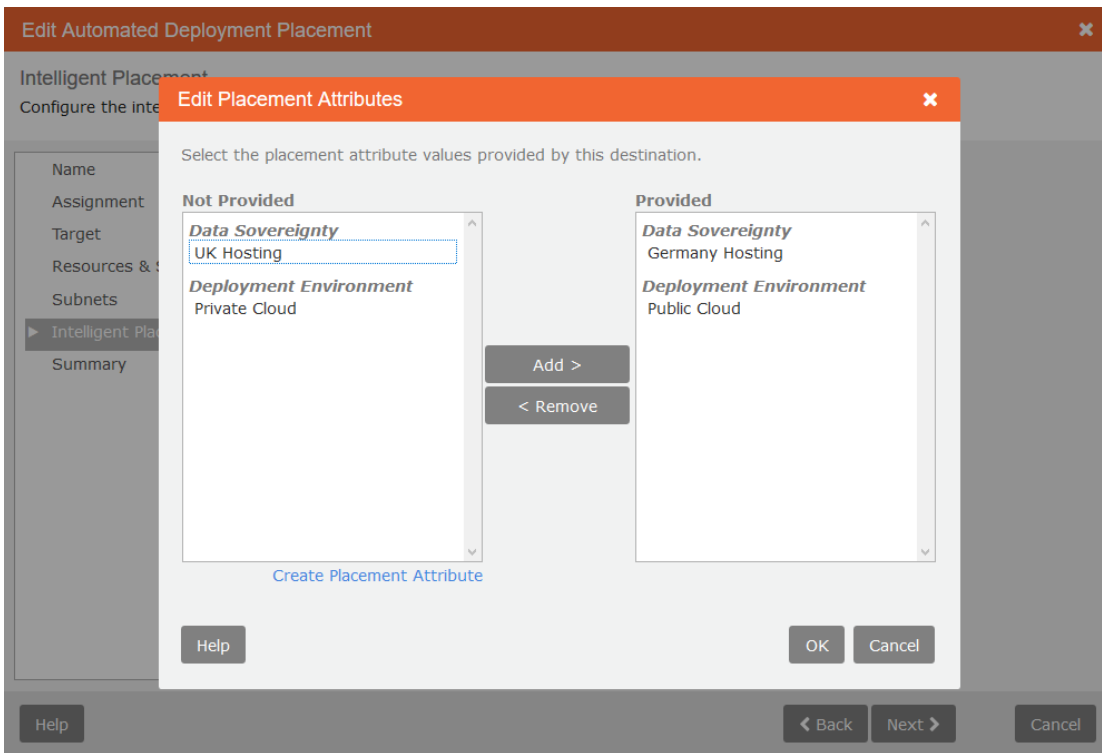 Edit Automated Deployment Placement
Intelligent Placement
Configure the inte
Edit Placement Attributes
Select the placement attribute values provided by this destination.
Name
Assignment
Target
Resources & S
Subnets
Intelligent Plac
Summary
Not Provided
Data Sovereignty
UK Hosting
Deployment Environment
Private Cloud
Add >
< Remove
Provided
Data Sovereignty
Germany Hosting
Deployment Environment
Public Cloud
Create Placement Attribute
Help
OK
Cancel
Help
Back
Next
Cancel